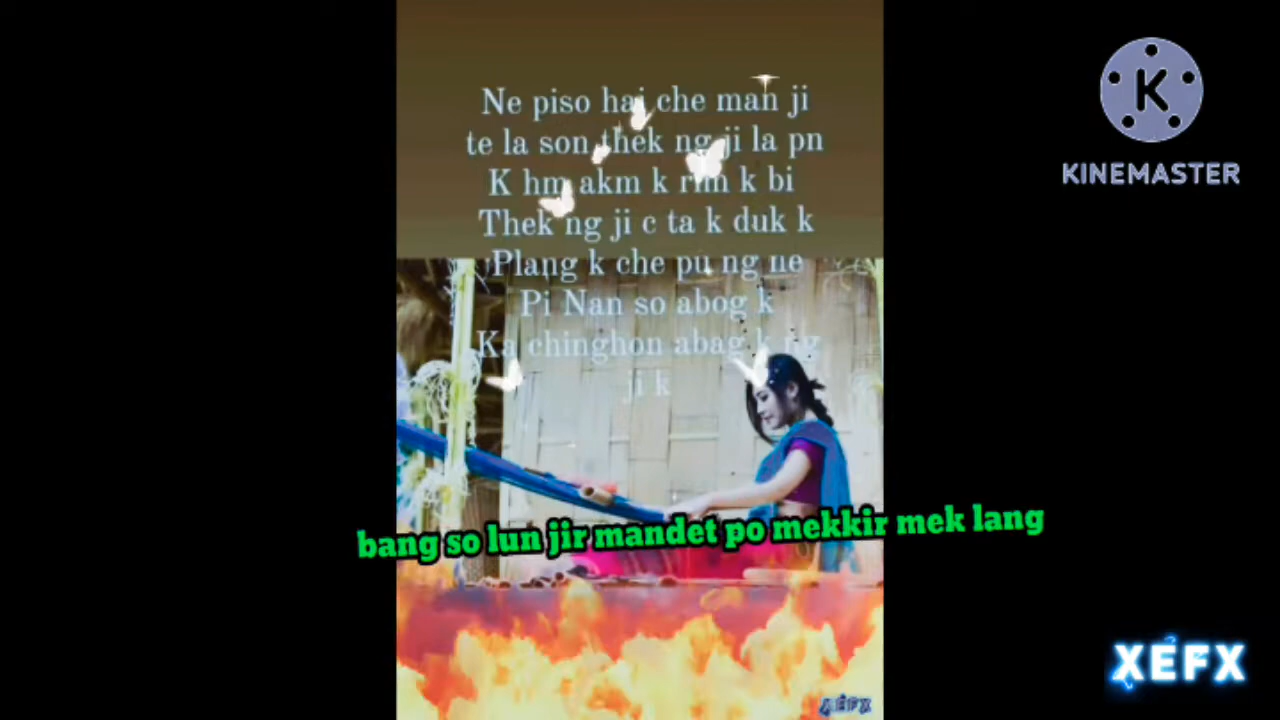 Ne piso hai che man ji
te la son thek ng ji la pn
K hm akm k rim k bi
Thek ng ji c ta k duk k
Plang k che pu ng ne
Pi Nan so abog k
Ka chinghon abag k ng
ji k
bang so lun jir mandet po mekkir mek lang
KINEMASTER
XEFX
XEFX